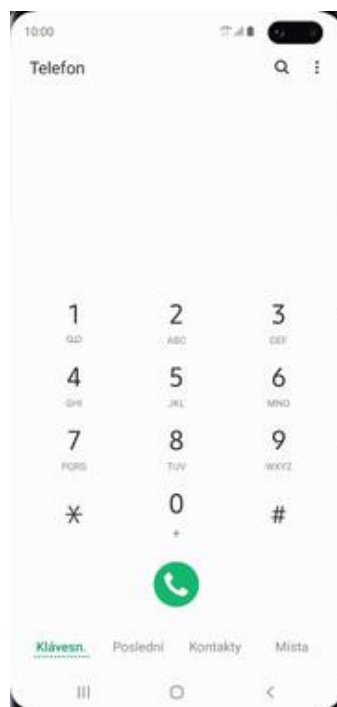 10:00
Telefon
1 2 3
ABC DEF
4 5 6
GHI JKL MNO
7 8 9
PQRS TUV WXYZ
* 0 #
+
Klávesn. Poslední Kontakty Místa